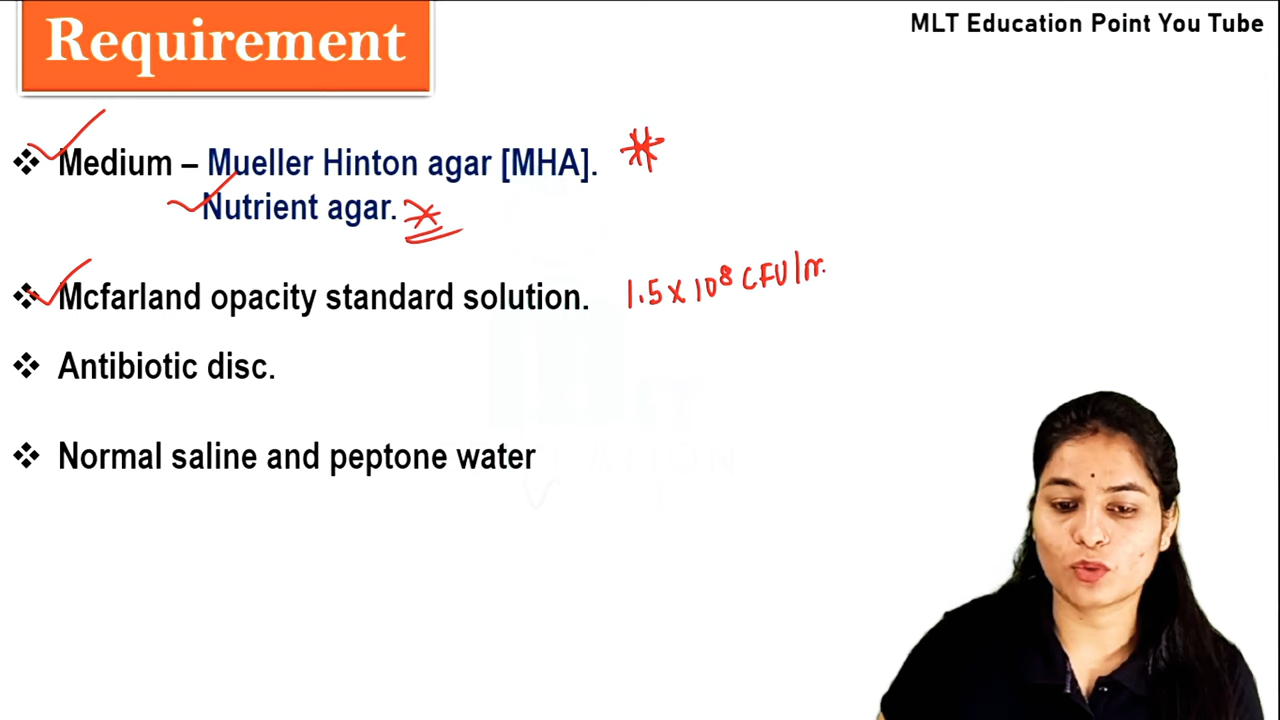 Requirement
MLT Education Point You Tube
❖ Medium – Mueller Hinton agar [MHA].
Nutrient agar.
❖ Mcfarland opacity standard solution. 1.5 x 10⁸ CFU/m
❖ Antibiotic disc.
❖ Normal saline and peptone water